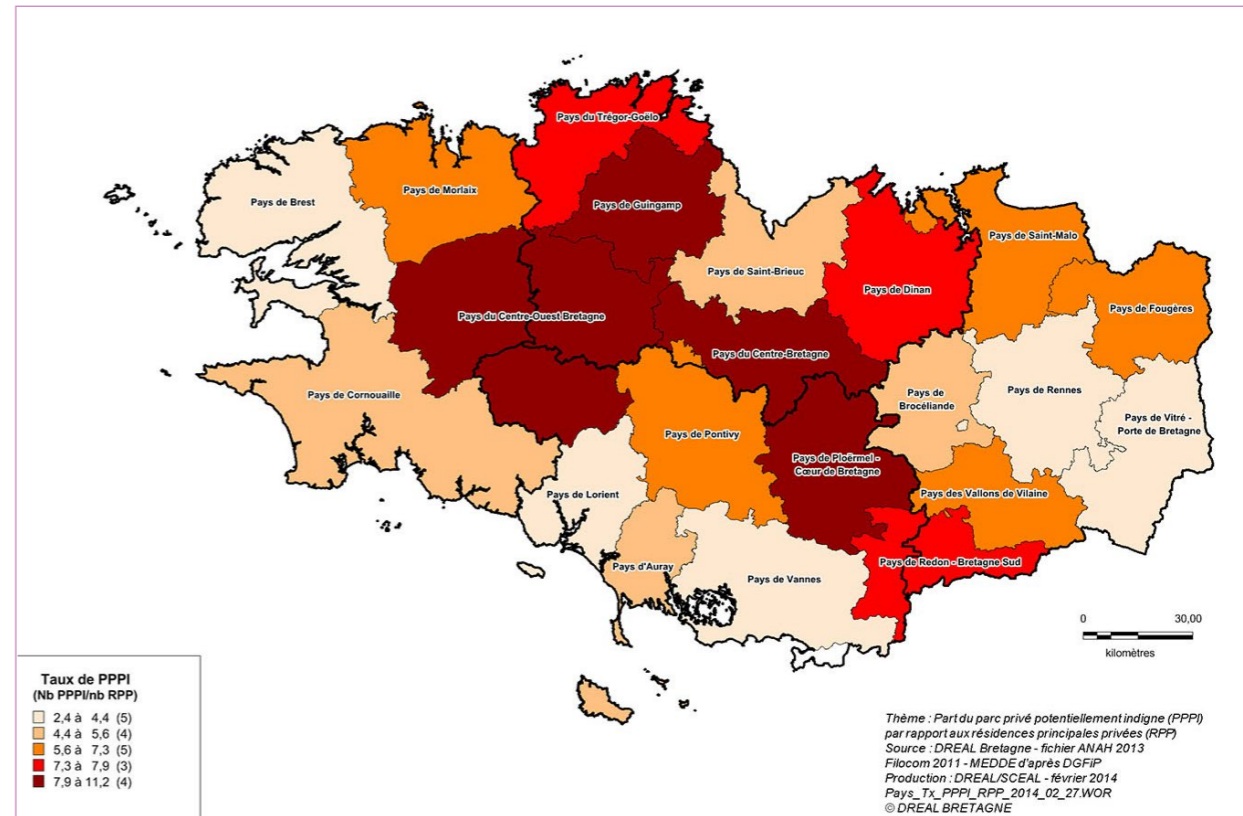 Pays du Trégor-Goëlo
Pays de Morlaix
Pays de Brest
Pays de Guingamp
Pays de Saint-Malo
Pays de Saint-Brieuc
Pays de Dinan
Pays de Fougères
Pays du Centre-Ouest Bretagne
Pays du Centre-Bretagne
Pays de Cornouaille
Pays de
Brocéliande
Pays de Rennes
Pays de Vitré -
Porte de Bretagne
Pays de Pontivy
Pays de Ploërmel -
Cœur de Bretagne
Pays de Lorient
Pays des Vallons de Vilaine
Pays d'Auray
Pays de Vannes
Pays de Redon - Bretagne Sud
0 30,00
kilomètres
Taux de PPPI
(Nb PPPI/nb RPP)
2,4 à 4,4 (5)
4,4 à 5,6 (4)
5,6 à 7,3 (5)
7,3 à 7,9 (3)
7,9 à 11,2 (4)
Thème : Part du parc privé potentiellement indigne (PPPI)
par rapport aux résidences principales privées (RPP)
Source : DREAL Bretagne - fichier ANAH 2013
Filocom 2011 - MEDDE d'après DGFiP
Production : DREAL/SCEAL - février 2014
Pays_Tx_PPPI_RPP_2014_02_27.WOR
© DREAL BRETAGNE